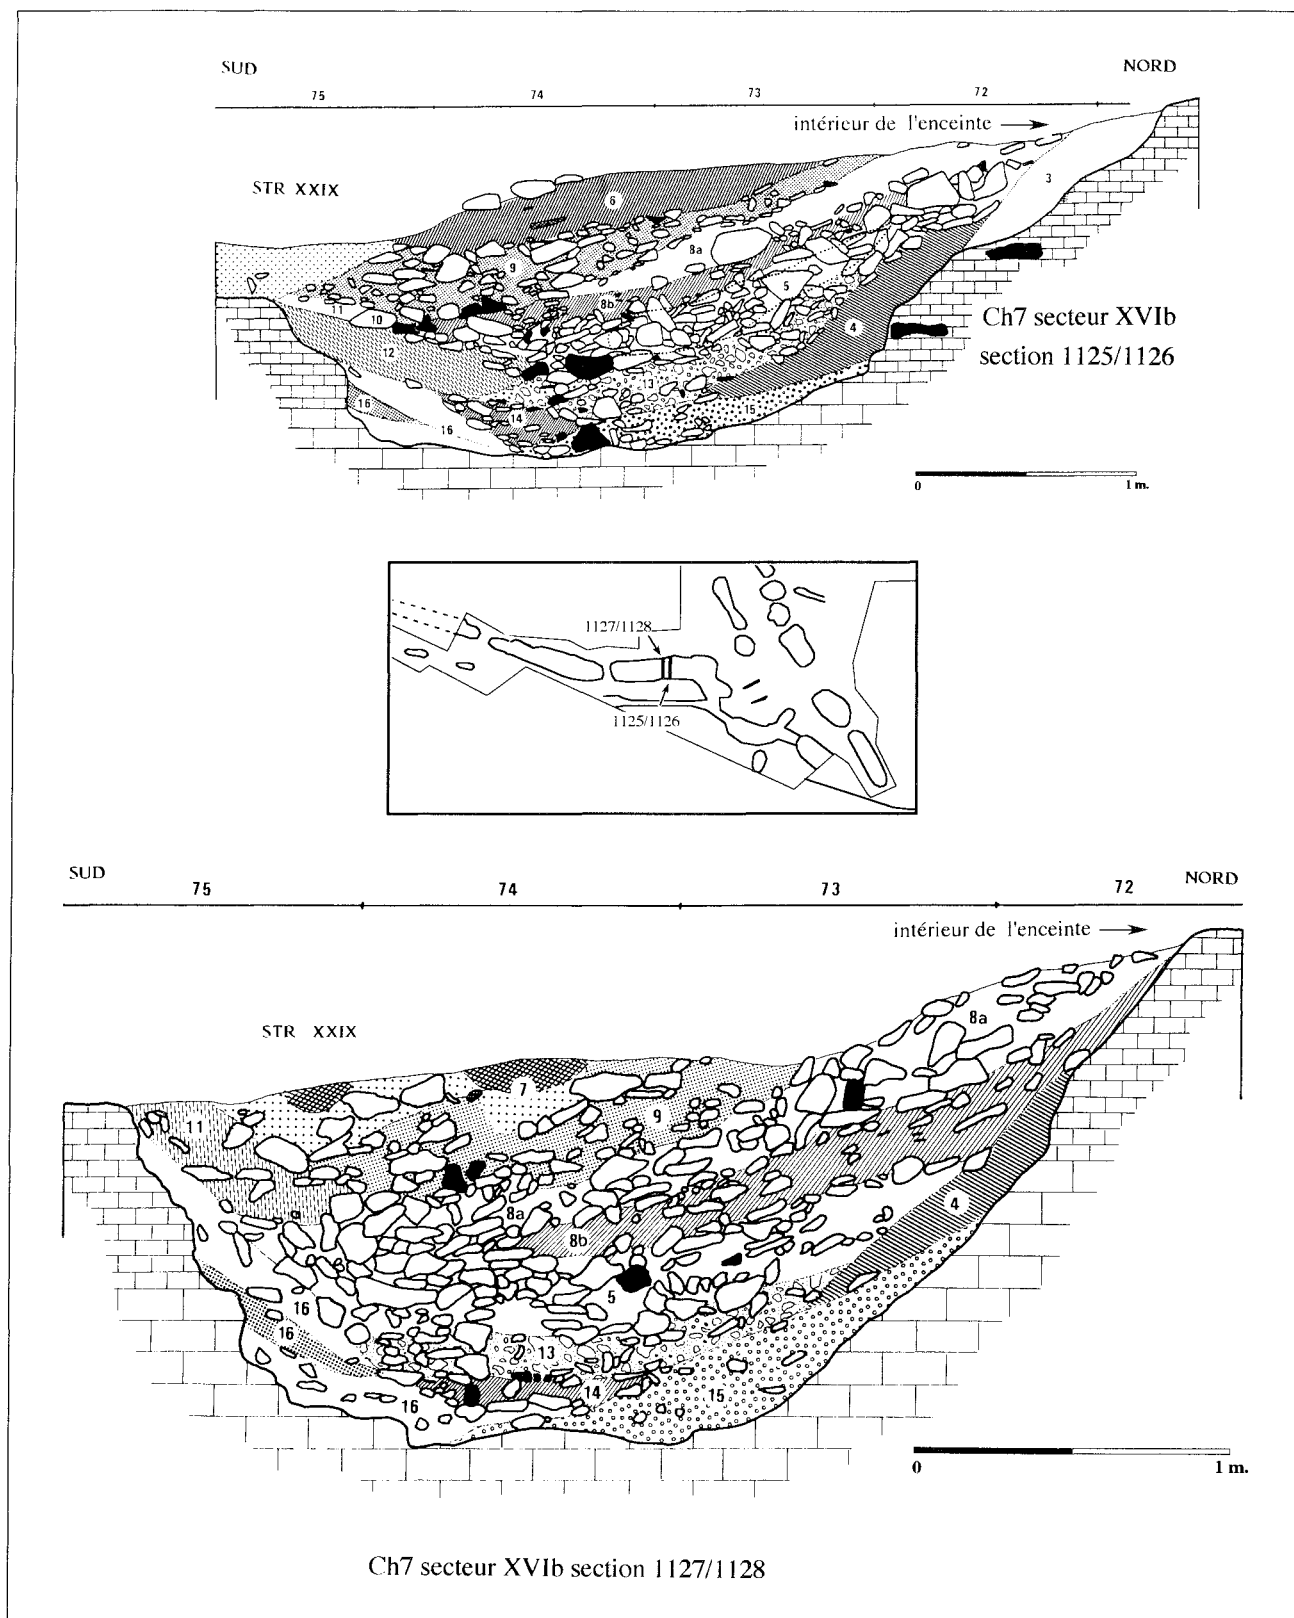 SUD
NORD
75 74 73 72
intérieur de l'enceinte
STR XXIX
3
6
8a
9
5
8b
11
10
4
12
13
15
16
14
16
Ch7 secteur XVIb
section 1125/1126
0 1 m.
1127/1128
1125/1126
SUD
NORD
75 74 73 72
intérieur de l'enceinte
8a
STR XXIX
7
9
11
4
8a
8b
5
16
16
13
14
15
16
0 1 m.
Ch7 secteur XVIb section 1127/1128